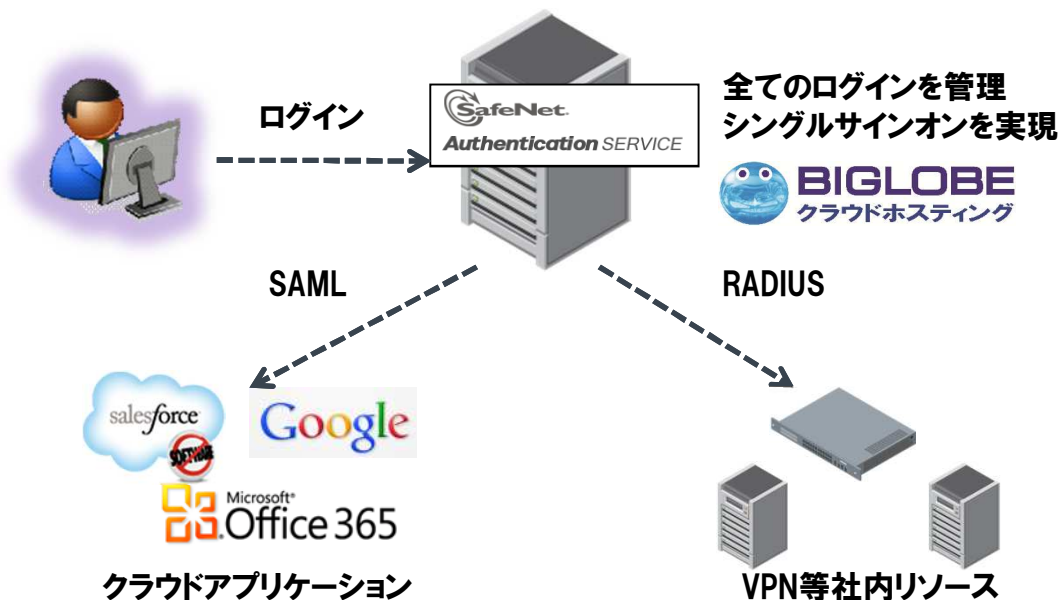 ログイン
SafeNet.
Authentication SERVICE
全てのログインを管理
シングルサインオンを実現
BIGLOBE
クラウドホスティング
SAML
RADIUS
salesforce
SOFTWARE
Google
Microsoft®
Office 365
クラウドアプリケーション
VPN等社内リソース